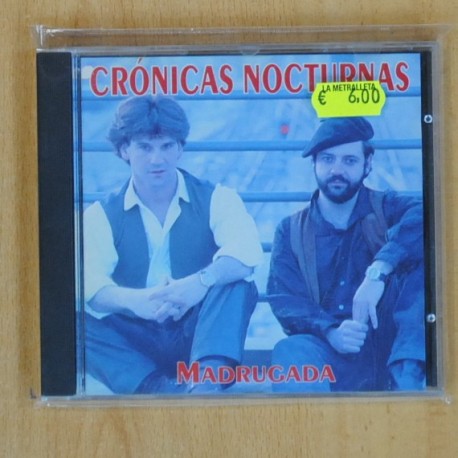 CRÓNICAS NOCTURNAS
LA METRALLETA
€ 6,00
MADRUGADA